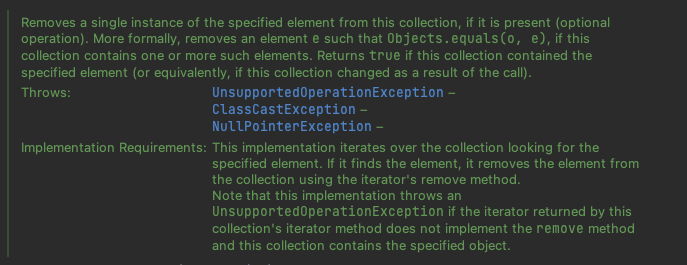 Removes a single instance of the specified element from this collection, if it is present (optional
operation). More formally, removes an element e such that Objects.equals(o, e), if this
collection contains one or more such elements. Returns true if this collection contained the
specified element (or equivalently, if this collection changed as a result of the call).
Throws: UnsupportedOperationException –
ClassCastException –
NullPointerException –
Implementation Requirements: This implementation iterates over the collection looking for the
specified element. If it finds the element, it removes the element from
the collection using the iterator's remove method.
Note that this implementation throws an
UnsupportedOperationException if the iterator returned by this
collection's iterator method does not implement the remove method
and this collection contains the specified object.